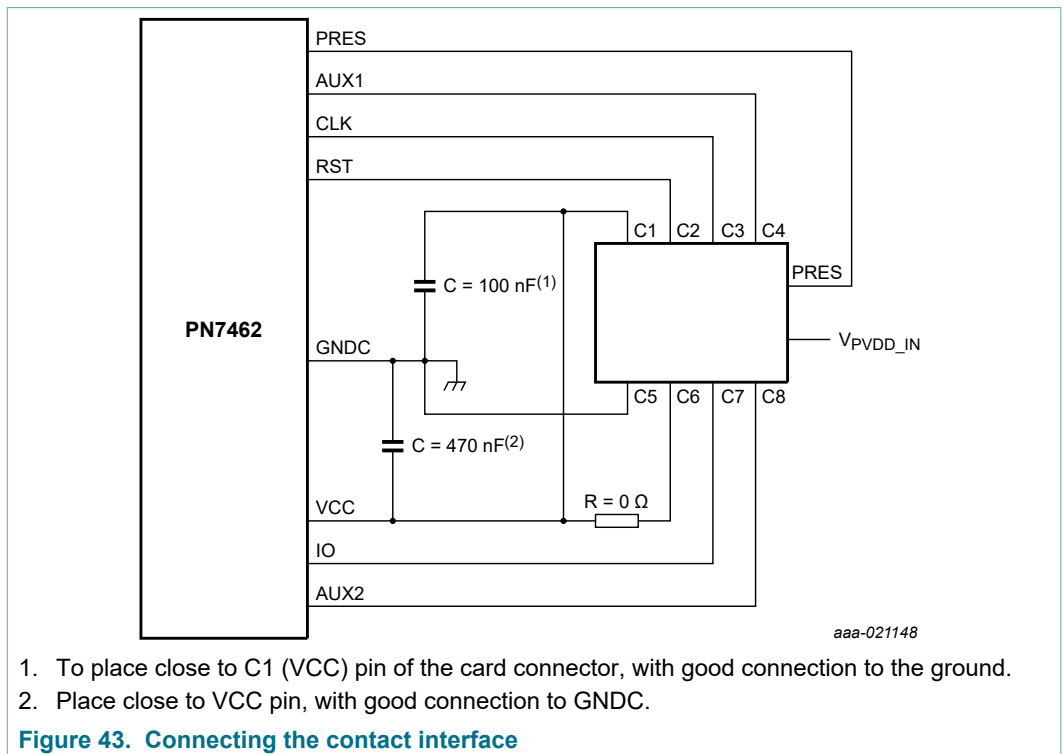 PRES
AUX1
CLK
RST
C1 C2 C3 C4
PRES
C = 100 nF(1)
PN7462
GNDC
VPVDD_IN
C5 C6 C7 C8
C = 470 nF(2)
R = 0 Ω
VCC
IO
AUX2
aaa-021148
1. To place close to C1 (VCC) pin of the card connector, with good connection to the ground.
2. Place close to VCC pin, with good connection to GNDC.
Figure 43. Connecting the contact interface